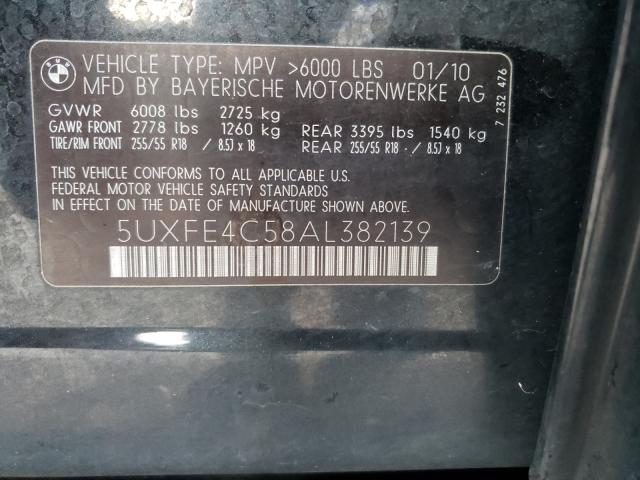 BMW
VEHICLE TYPE: MPV >6000 LBS 01/10
MFD BY BAYERISCHE MOTORENWERKE AG
GVWR 6008 lbs 2725 kg
GAWR FRONT 2778 lbs 1260 kg REAR 3395 lbs 1540 kg
TIRE/RIM FRONT 255/55 R18 / 8.5J x 18 REAR 255/55 R18 / 8.5J x 18
THIS VEHICLE CONFORMS TO ALL APPLICABLE U.S.
FEDERAL MOTOR VEHICLE SAFETY STANDARDS
IN EFFECT ON THE DATE OF MANUFACTURE SHOWN ABOVE.
5UXFE4C58AL382139
7 232 476